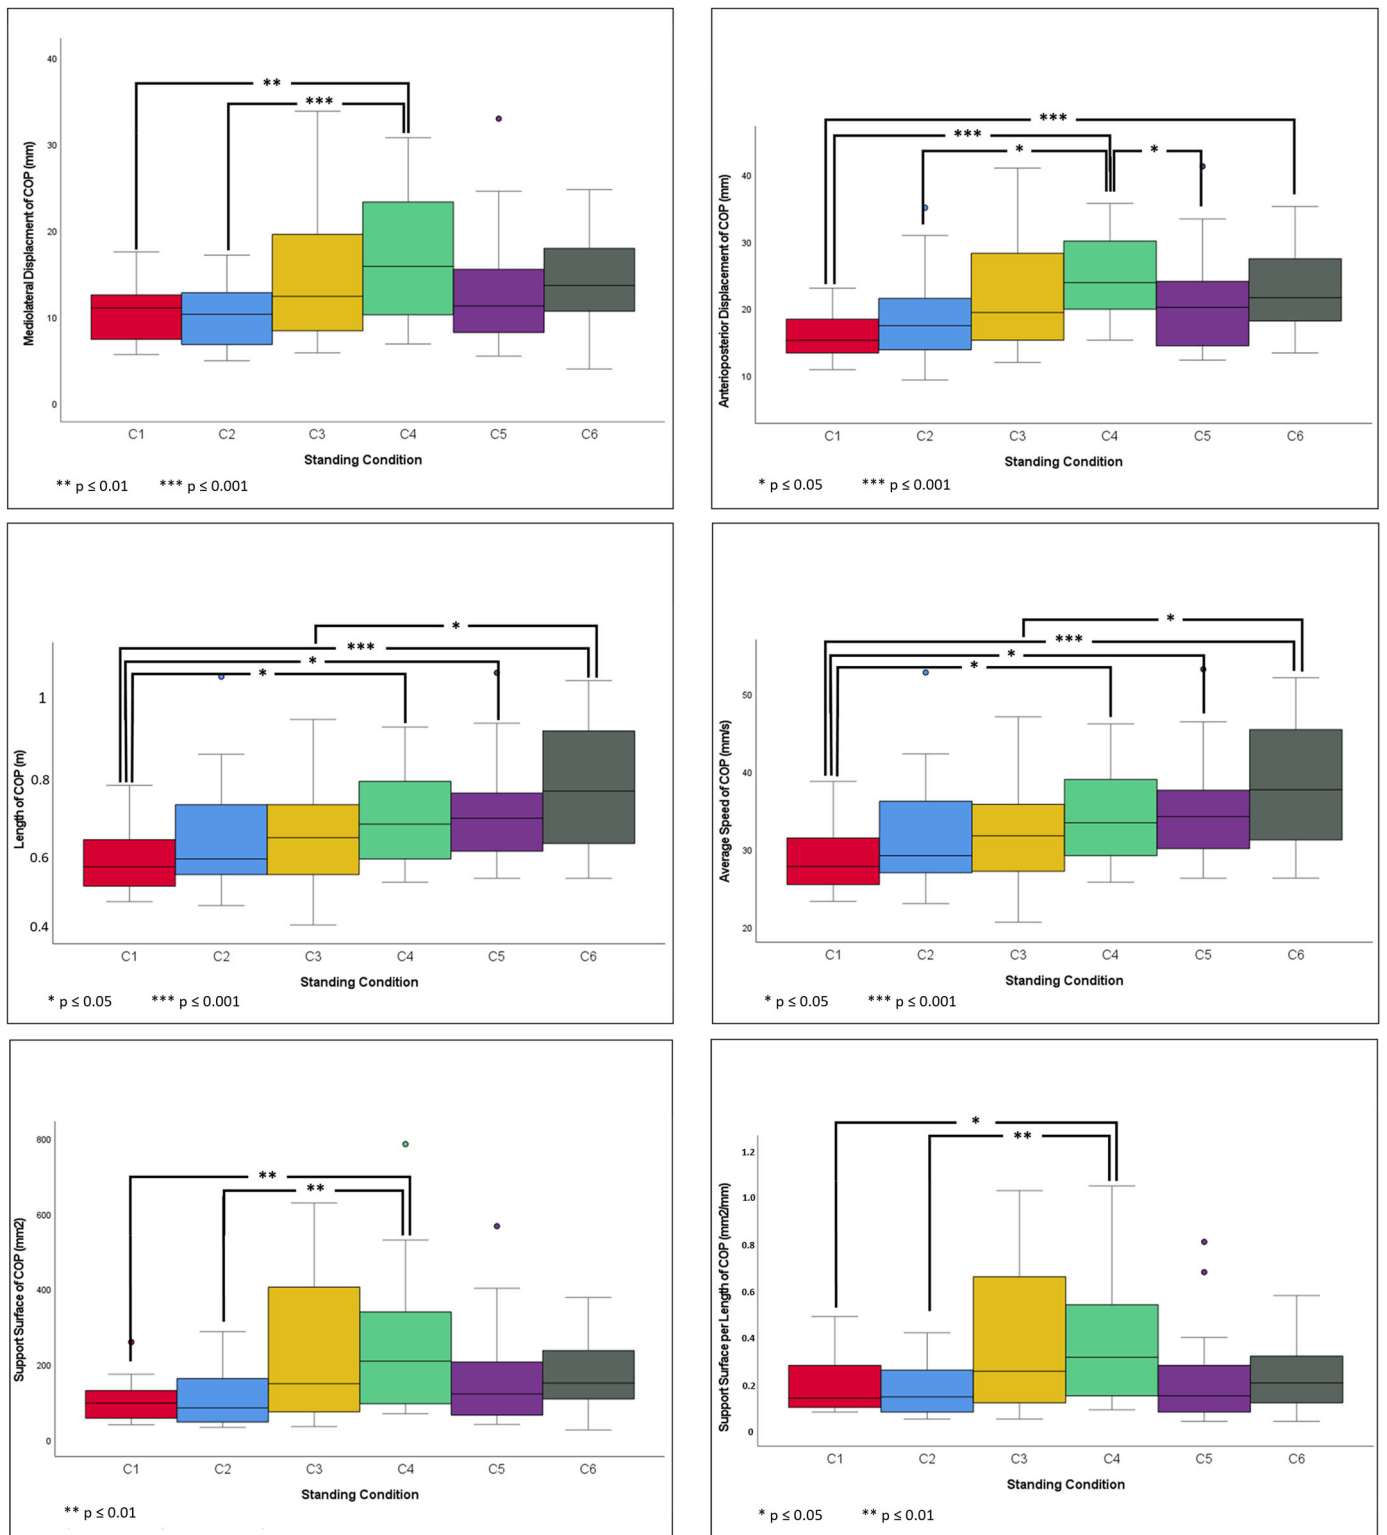 Mediolateral Displacment of COP (mm)
40
30
20
10
0
**
***
C1 C2 C3 C4 C5 C6
Standing Condition
** p ≤ 0.01 *** p ≤ 0.001
Anterioposterior Displacement of COP (mm)
40
30
20
10
***
***
* *
C1 C2 C3 C4 C5 C6
Standing Condition
* p ≤ 0.05 *** p ≤ 0.001
Length of COP (m)
1
0.8
0.6
0.4
*
***
*
*
C1 C2 C3 C4 C5 C6
Standing Condition
* p ≤ 0.05 *** p ≤ 0.001
Average Speed of COP (mm/s)
50
40
30
20
*
***
*
*
C1 C2 C3 C4 C5 C6
Standing Condition
* p ≤ 0.05 *** p ≤ 0.001
Support Surface of COP (mm2)
800
600
400
200
0
**
**
C1 C2 C3 C4 C5 C6
Standing Condition
** p ≤ 0.01
Support Surface per Length of COP (mm2/mm)
1.2
1.0
0.8
0.6
0.4
0.2
0
*
**
C1 C2 C3 C4 C5 C6
Standing Condition
* p ≤ 0.05 ** p ≤ 0.01